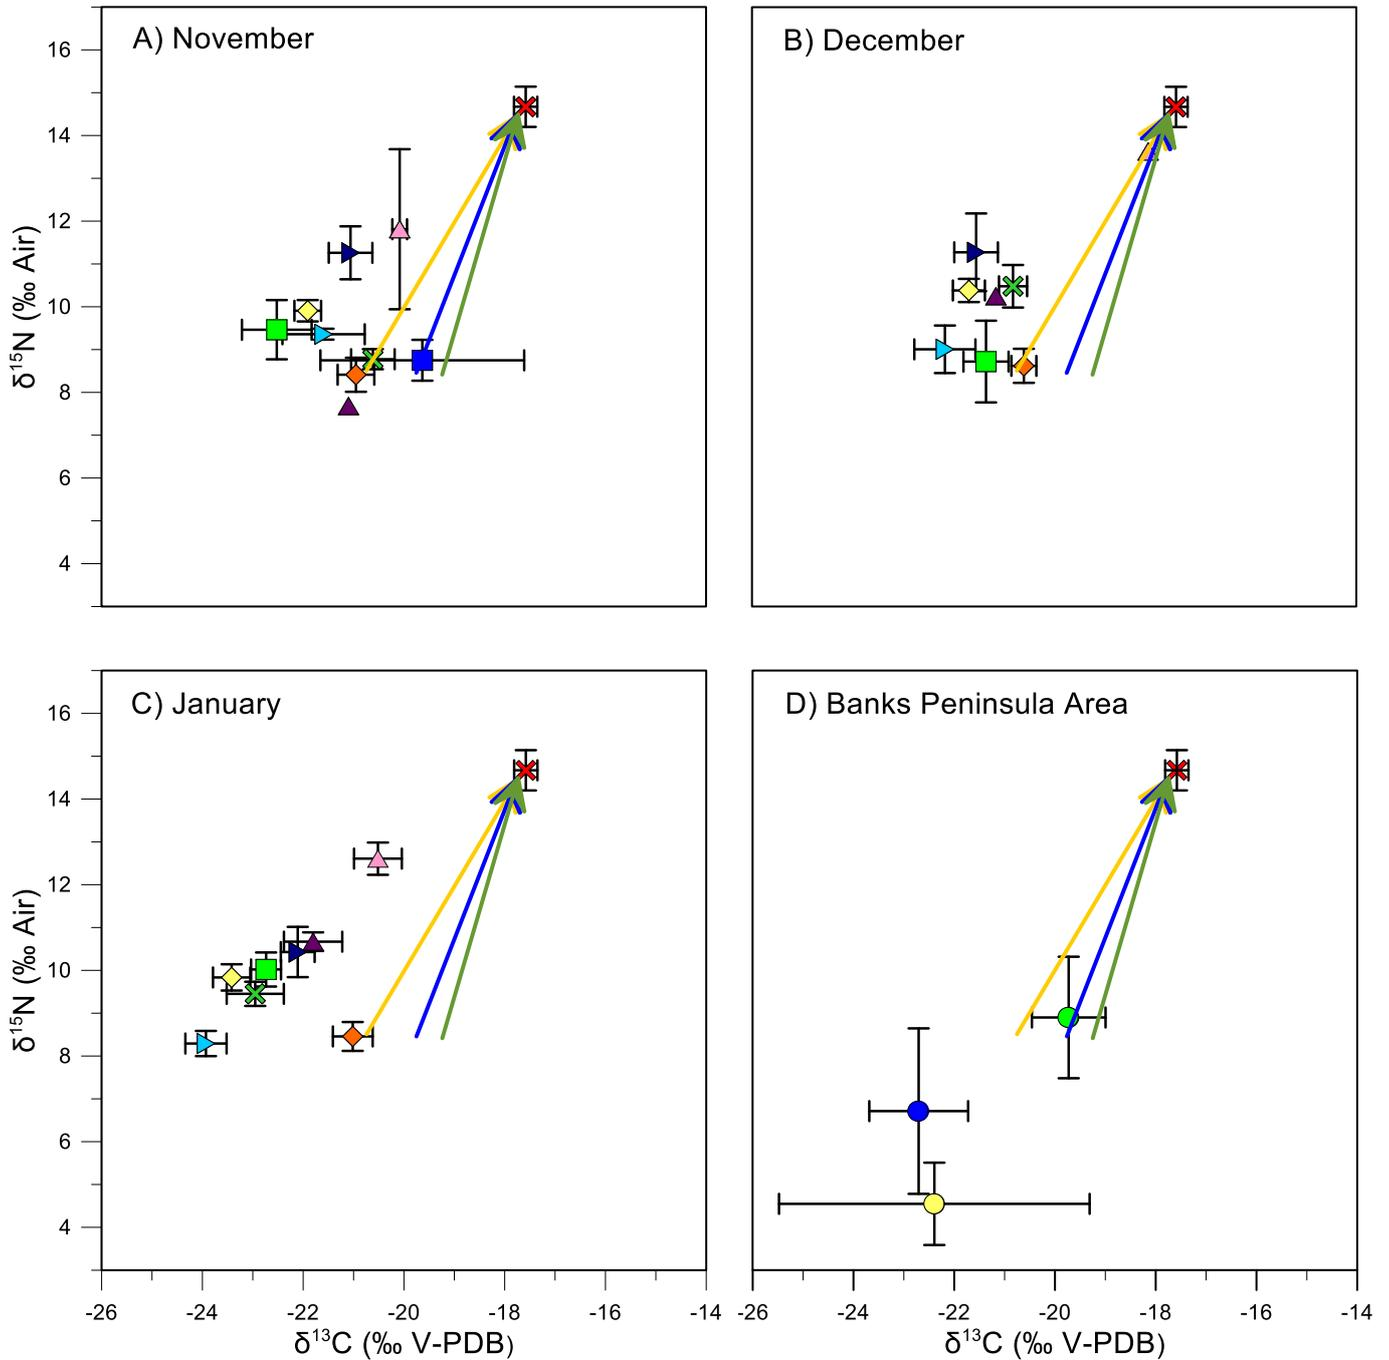 A) November
B) December
16
14
12
10
8
6
4
δ¹⁵N (‰ Air)
C) January
D) Banks Peninsula Area
16
14
12
10
8
6
4
δ¹⁵N (‰ Air)
-26 -24 -22 -20 -18 -16 -14 -26 -24 -22 -20 -18 -16 -14
δ¹³C (‰ V-PDB)
δ¹³C (‰ V-PDB)